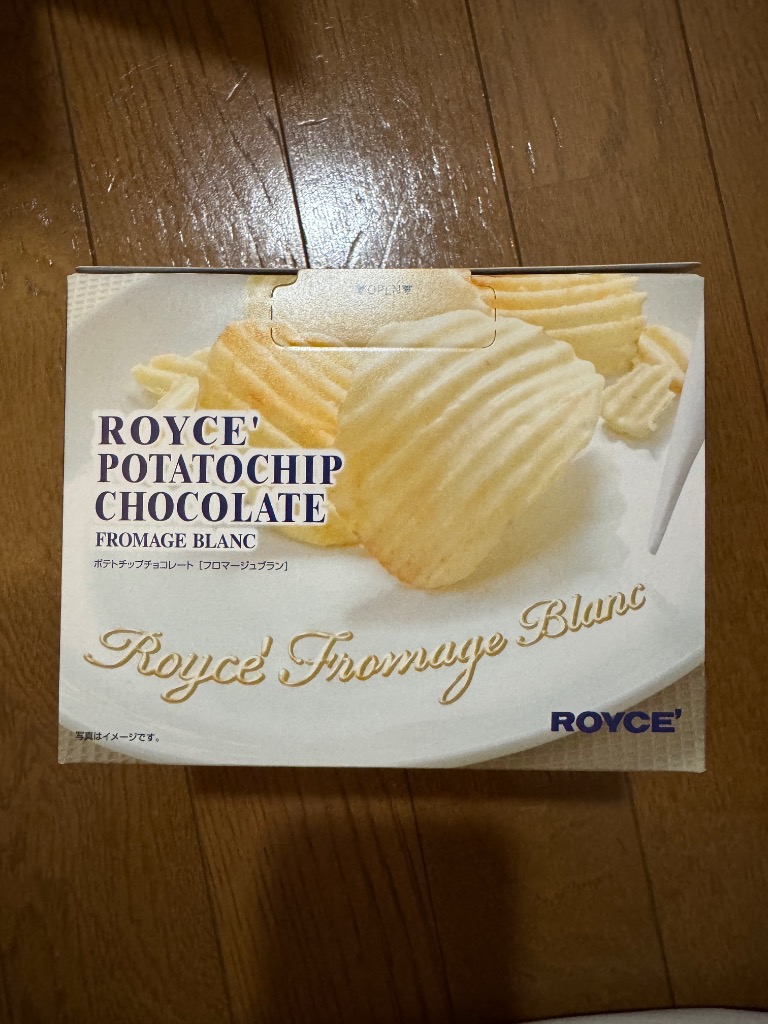 ▼OPEN▼
ROYCE'
POTATOCHIP
CHOCOLATE
FROMAGE BLANC
ポテトチップチョコレート［フロマージュブラン］
Royce' Fromage Blanc
ROYCE'
写真はイメージです。